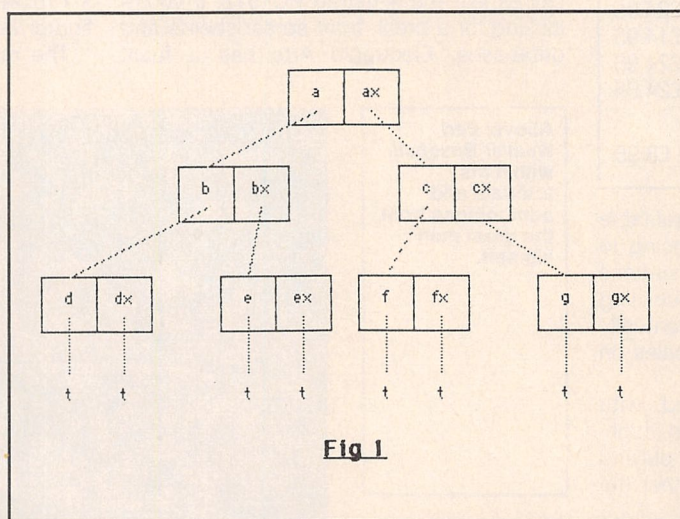 a ax
b bx c cx
d dx e ex f fx g gx
t t t t t t t t
Fig 1